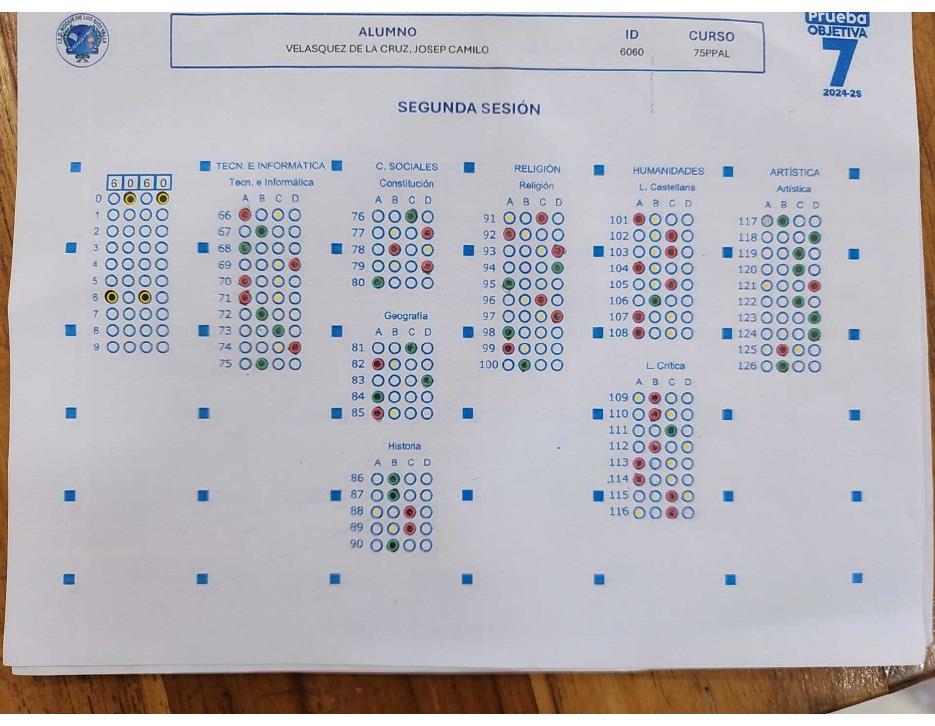 ALUMNO
VELASQUEZ DE LA CRUZ, JOSEP CAMILO
ID
6060
CURSO
75PPAL
Prueba
OBJETIVA
7
2024-25
SEGUNDA SESIÓN
6 0 6 0
0
1
2
3
4
5
6
7
8
9
TECN. E INFORMÁTICA
Tecn. e Informática
A B C D
66
67
68
69
70
71
72
73
74
75
C. SOCIALES
Constitución
A B C D
76
77
78
79
80
Geografía
A B C D
81
82
83
84
85
Historia
A B C D
86
87
88
89
90
RELIGIÓN
Religión
A B C D
91
92
93
94
95
96
97
98
99
100
HUMANIDADES
L. Castellana
A B C D
101
102
103
104
105
106
107
108
L. Crítica
A B C D
109
110
111
112
113
114
115
116
ARTÍSTICA
Artística
A B C D
117
118
119
120
121
122
123
124
125
126